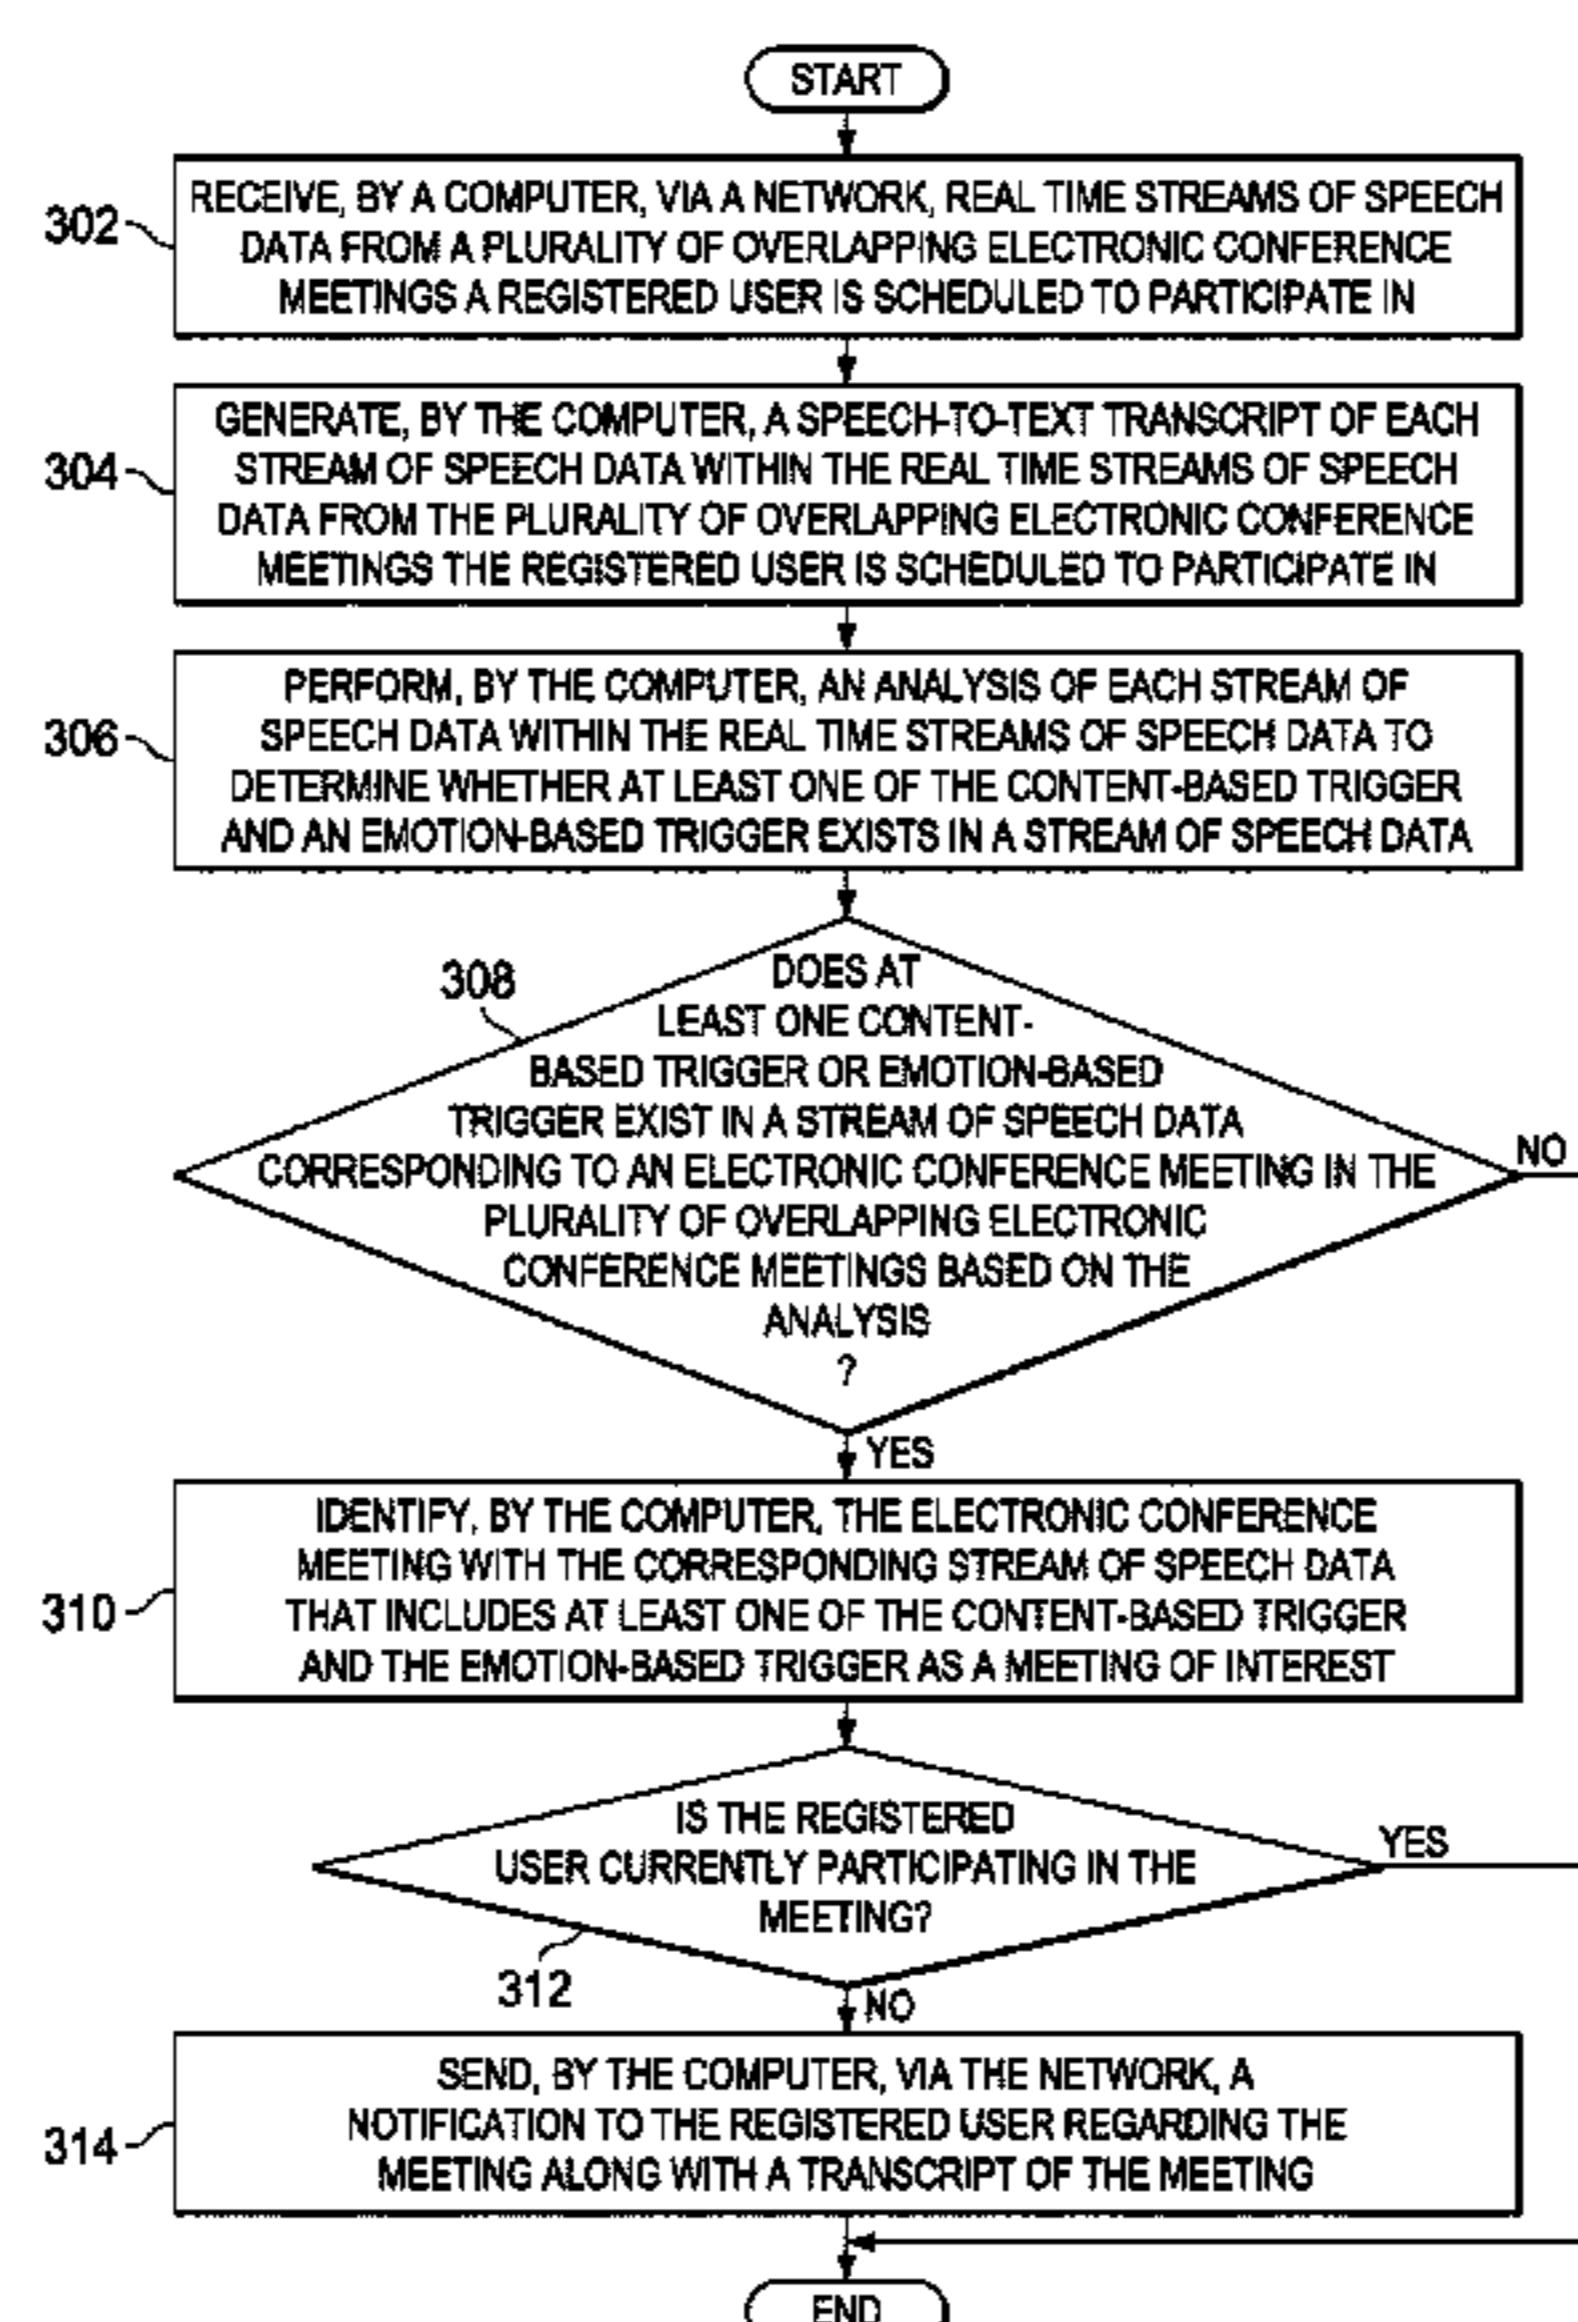 START
302
RECEIVE, BY A COMPUTER, VIA A NETWORK, REAL TIME STREAMS OF SPEECH
DATA FROM A PLURALITY OF OVERLAPPING ELECTRONIC CONFERENCE
MEETINGS A REGISTERED USER IS SCHEDULED TO PARTICIPATE IN
304
GENERATE, BY THE COMPUTER, A SPEECH-TO-TEXT TRANSCRIPT OF EACH
STREAM OF SPEECH DATA WITHIN THE REAL TIME STREAMS OF SPEECH
DATA FROM THE PLURALITY OF OVERLAPPING ELECTRONIC CONFERENCE
MEETINGS THE REGISTERED USER IS SCHEDULED TO PARTICIPATE IN
306
PERFORM, BY THE COMPUTER, AN ANALYSIS OF EACH STREAM OF
SPEECH DATA WITHIN THE REAL TIME STREAMS OF SPEECH DATA TO
DETERMINE WHETHER AT LEAST ONE OF THE CONTENT-BASED TRIGGER
AND AN EMOTION-BASED TRIGGER EXISTS IN A STREAM OF SPEECH DATA
308
DOES AT
LEAST ONE CONTENT-
BASED TRIGGER OR EMOTION-BASED
TRIGGER EXIST IN A STREAM OF SPEECH DATA
CORRESPONDING TO AN ELECTRONIC CONFERENCE MEETING IN THE
PLURALITY OF OVERLAPPING ELECTRONIC
CONFERENCE MEETINGS BASED ON THE
ANALYSIS
?
NO
YES
310
IDENTIFY, BY THE COMPUTER, THE ELECTRONIC CONFERENCE
MEETING WITH THE CORRESPONDING STREAM OF SPEECH DATA
THAT INCLUDES AT LEAST ONE OF THE CONTENT-BASED TRIGGER
AND THE EMOTION-BASED TRIGGER AS A MEETING OF INTEREST
IS THE REGISTERED
USER CURRENTLY PARTICIPATING IN THE
MEETING?
YES
312
NO
314
SEND, BY THE COMPUTER, VIA THE NETWORK, A
NOTIFICATION TO THE REGISTERED USER REGARDING THE
MEETING ALONG WITH A TRANSCRIPT OF THE MEETING
END